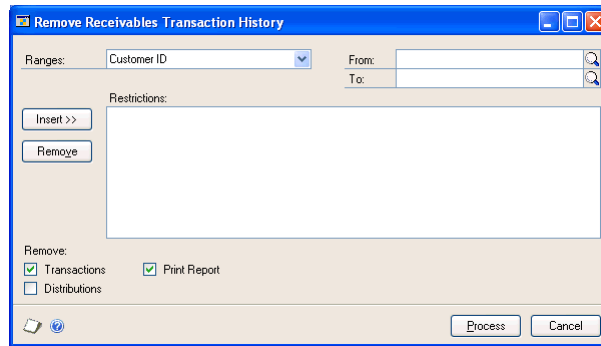 Remove Receivables Transaction History
Ranges: Customer ID From:
To:
Restrictions:
Insert >>
Remove
Remove:
Transactions Print Report
Distributions
Process Cancel